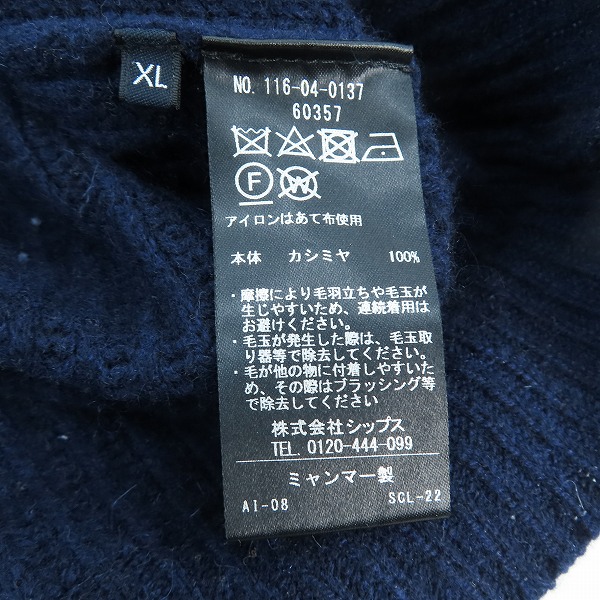 XL
NO. 116-04-0137
60357
F W
アイロンはあて布使用
本体 カシミヤ 100%
・摩擦により毛羽立ちや毛玉が
生じやすいため、連続着用は
お避けください。
・毛玉が発生した際は、毛玉取
り器等で除去してください。
・毛が他の物に付着しやすいた
め、その際はブラッシング等
で除去してください
株式会社シップス
TEL. 0120-444-099
ミャンマー製
AI-08 SCL-22